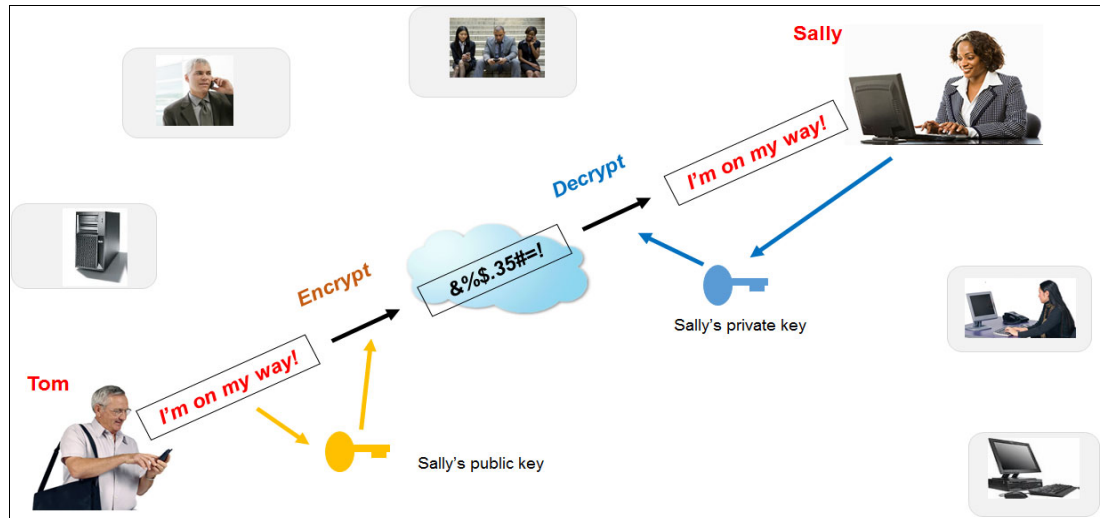 Sally
I'm on my way!
Decrypt
&%$.35#=!
Encrypt
Sally's private key
I'm on my way!
Tom
Sally's public key